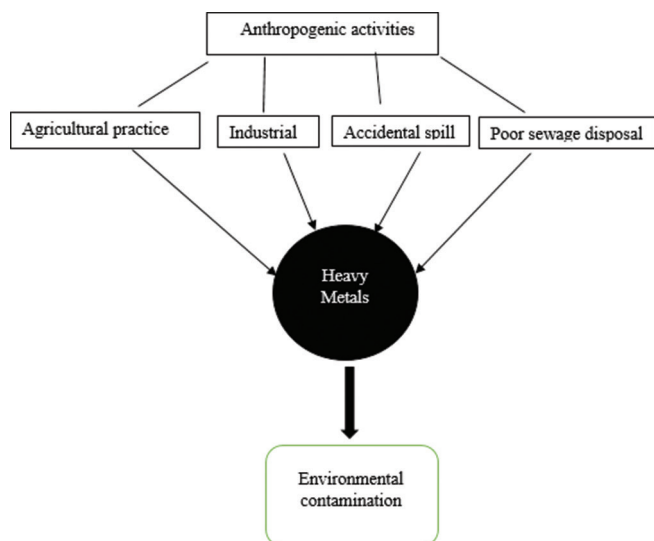 Anthropogenic activities
Agricultural practice
Industrial
Accidental spill
Poor sewage disposal
Heavy
Metals
Environmental
contamination